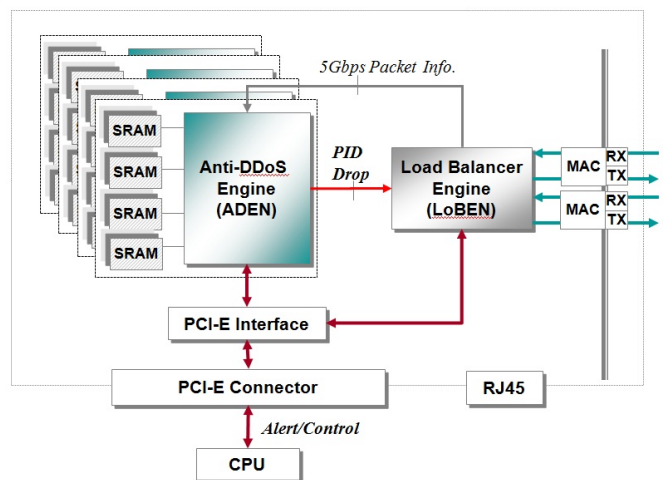 5Gbps Packet Info.
SRAM
SRAM
SRAM
SRAM
Anti-DDoS
Engine
(ADEN)
PID
Drop
Load Balancer
Engine
(LoBEN)
MAC
RX
TX
MAC
RX
TX
PCI-E Interface
PCI-E Connector
RJ45
Alert/Control
CPU